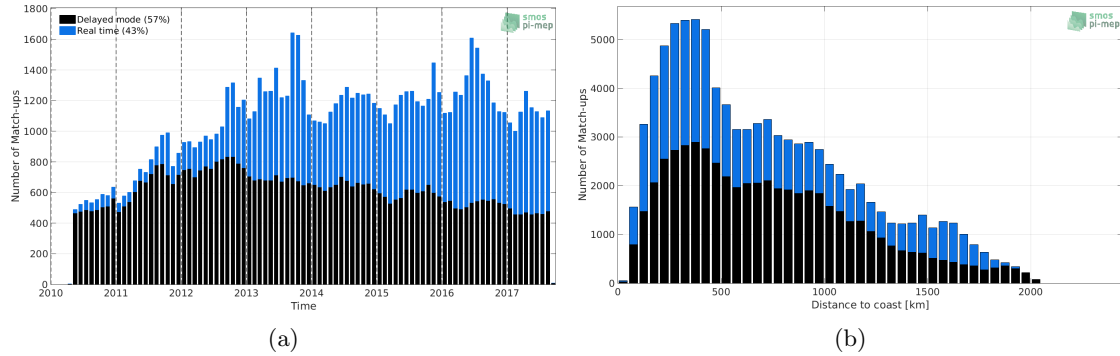 1800
1600
1400
1200
1000
800
600
400
200
0
Number of Match-ups
Delayed mode (57%)
Real time (43%)
smos
pi-mep
2010 2011 2012 2013 2014 2015 2016 2017
Time
(a)
5000
4000
3000
2000
1000
0
Number of Match-ups
smos
pi-mep
0 500 1000 1500 2000
Distance to coast [km]
(b)